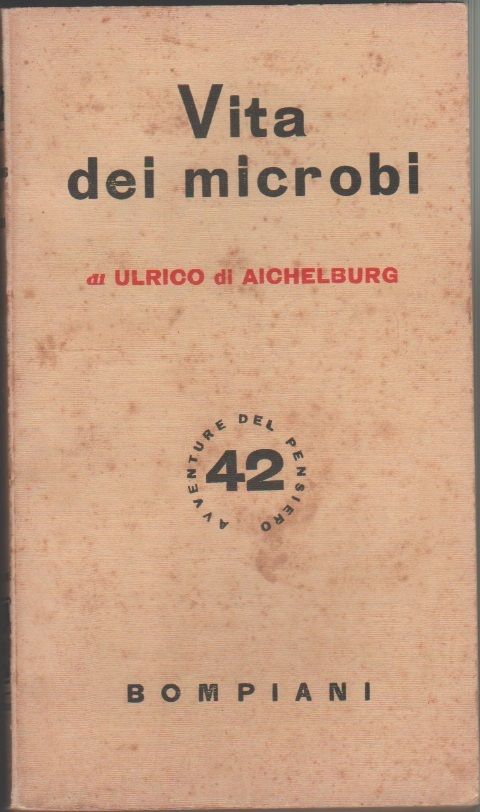 Vita
dei microbi
di ULRICO di AICHELBURG
AVVENTURE DEL PENSIERO
42
BOMPIANI